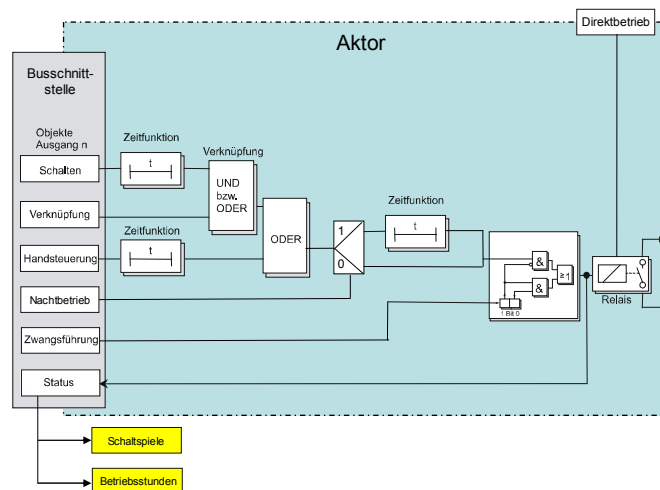 Direktbetrieb
Aktor
Busschnitt-
stelle
Objekte
Ausgang n
Zeitfunktion
Verknüpfung
Schalten
t
UND
bzw.
ODER
Zeitfunktion
Verknüpfung
ODER
1
0
t
Zeitfunktion
Handsteuerung
t
&
≥1
&
1 Bit 0
Relais
Nachtbetrieb
Zwangsführung
Status
Schaltspiele
Betriebsstunden